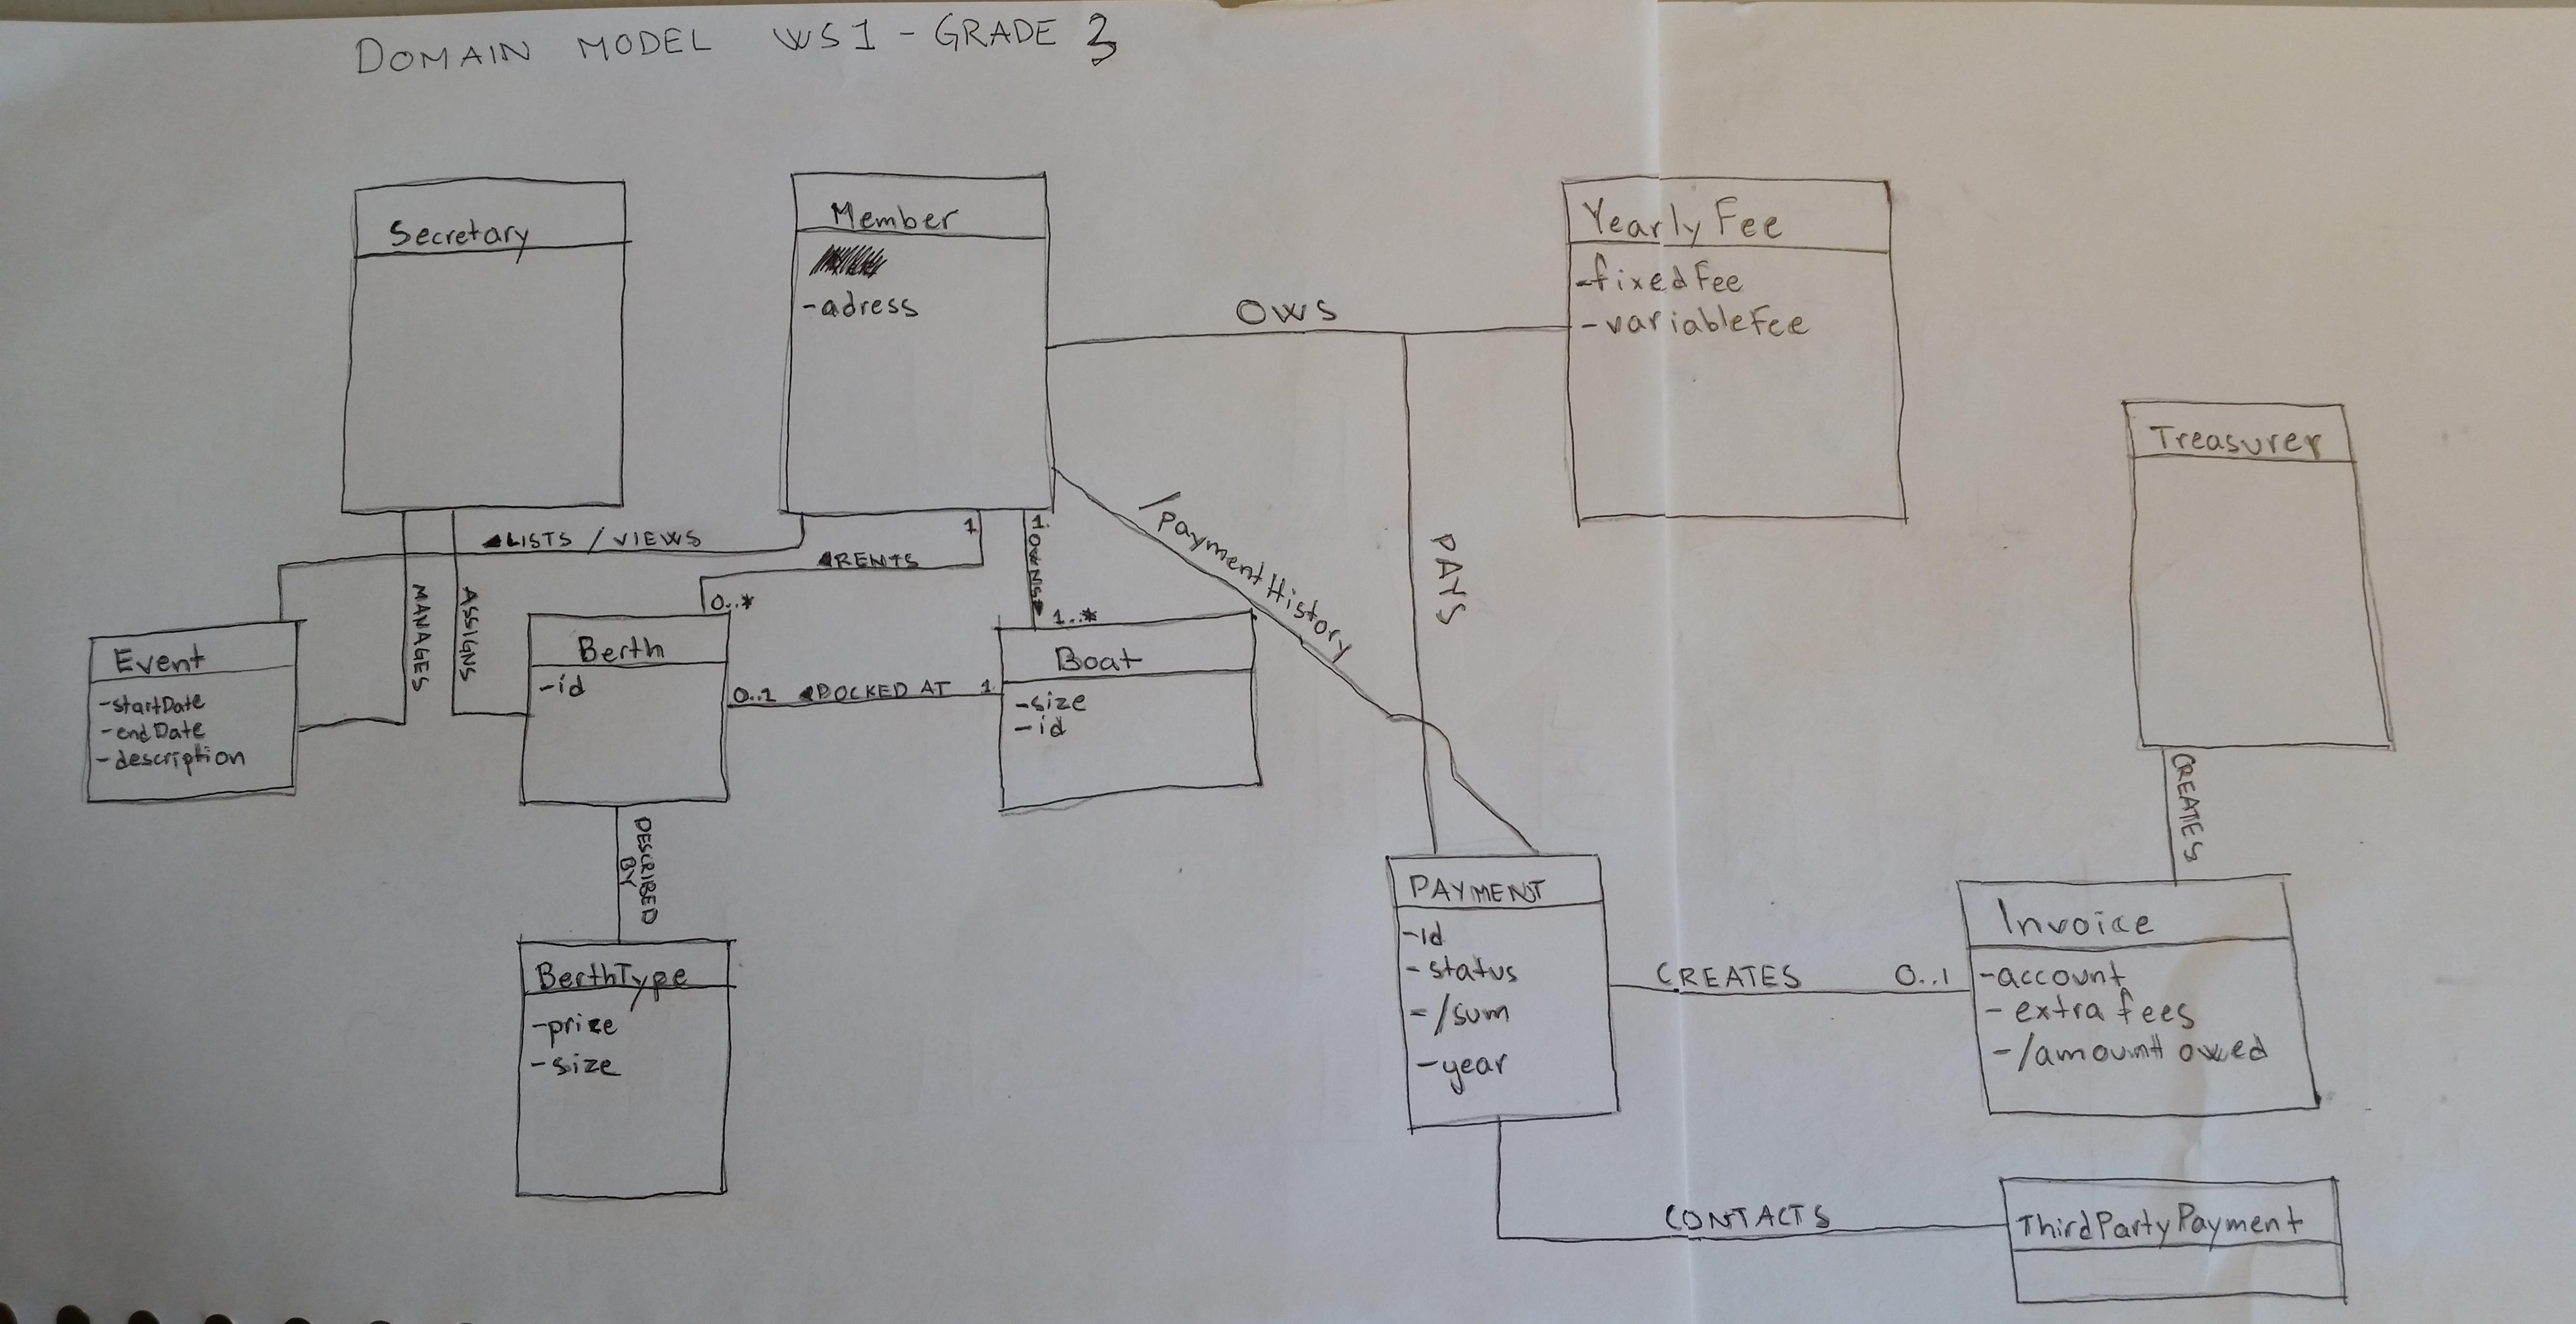 DOMAIN MODEL WS1 - GRADE 3
Secretary
Member
-adress
Yearly Fee
-fixedFee
-variableFee
OWS
Treasurer
◄LISTS / VIEWS
1
◄RENTS
0..*
1
OWNS►
1..*
/paymentHistory
PAYS
MANAGES
ASSIGNS
Event
-startDate
-endDate
-description
Berth
-id
0..1 ◄DOCKED AT 1
Boat
-size
-id
DESCRIBED
BY
BerthType
-price
-size
CREATES
PAYMENT
-id
-status
-/sum
-year
CREATES 0..1
Invoice
-account
-extra fees
-/amount owed
CONTACTS
ThirdPartyPayment